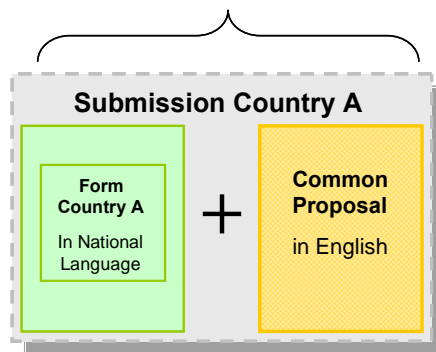 Submission Country A
Form
Country A
In National
Language
+
Common
Proposal
in English